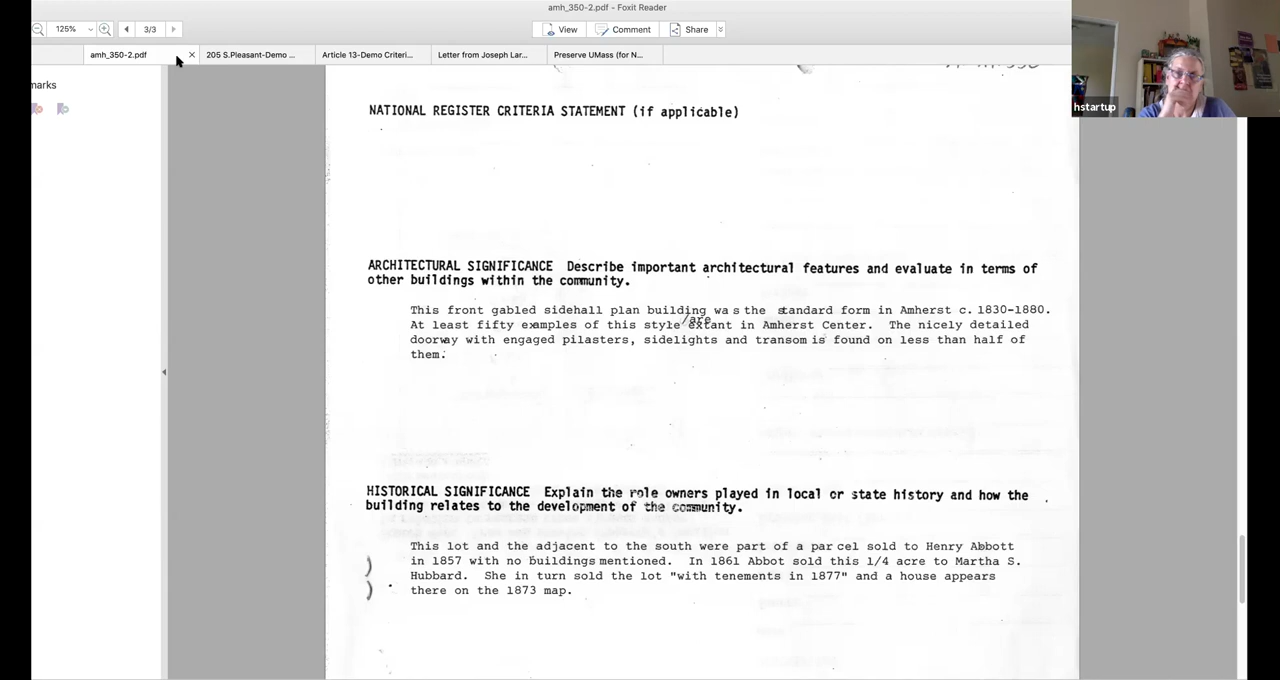 amh_350-2.pdf - Foxit Reader
125%
3/3
View
Comment
Share
amh_350-2.pdf
205 S.Pleasant-Demo ...
Article 13-Demo Criteri...
Letter from Joseph Lar...
Preserve UMass (for N...
marks
hstartup
NATIONAL REGISTER CRITERIA STATEMENT (if applicable)
ARCHITECTURAL SIGNIFICANCE Describe important architectural features and evaluate in terms of
other buildings within the community.
This front gabled sidehall plan building was the standard form in Amherst c. 1830-1880.
/are
At least fifty examples of this style extant in Amherst Center. The nicely detailed
doorway with engaged pilasters, sidelights and transom is found on less than half of
them.
HISTORICAL SIGNIFICANCE Explain the role owners played in local or state history and how the
building relates to the development of the community.
This lot and the adjacent to the south were part of a parcel sold to Henry Abbott
in 1857 with no buildings mentioned. In 1861 Abbot sold this 1/4 acre to Martha S.
Hubbard. She in turn sold the lot "with tenements in 1877" and a house appears
there on the 1873 map.